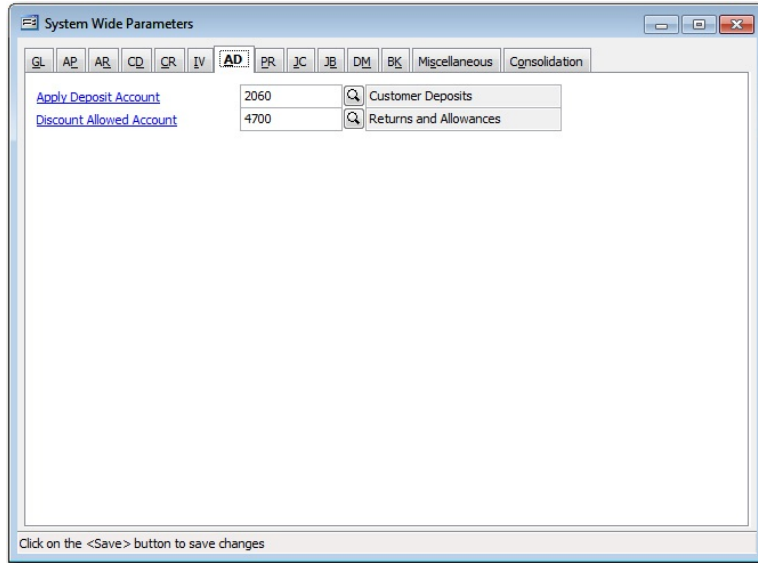 System Wide Parameters
GL AP AR CD CR IV AD PR JC JB DM BK Miscellaneous Consolidation
Apply Deposit Account 2060 Customer Deposits
Discount Allowed Account 4700 Returns and Allowances
Click on the <Save> button to save changes